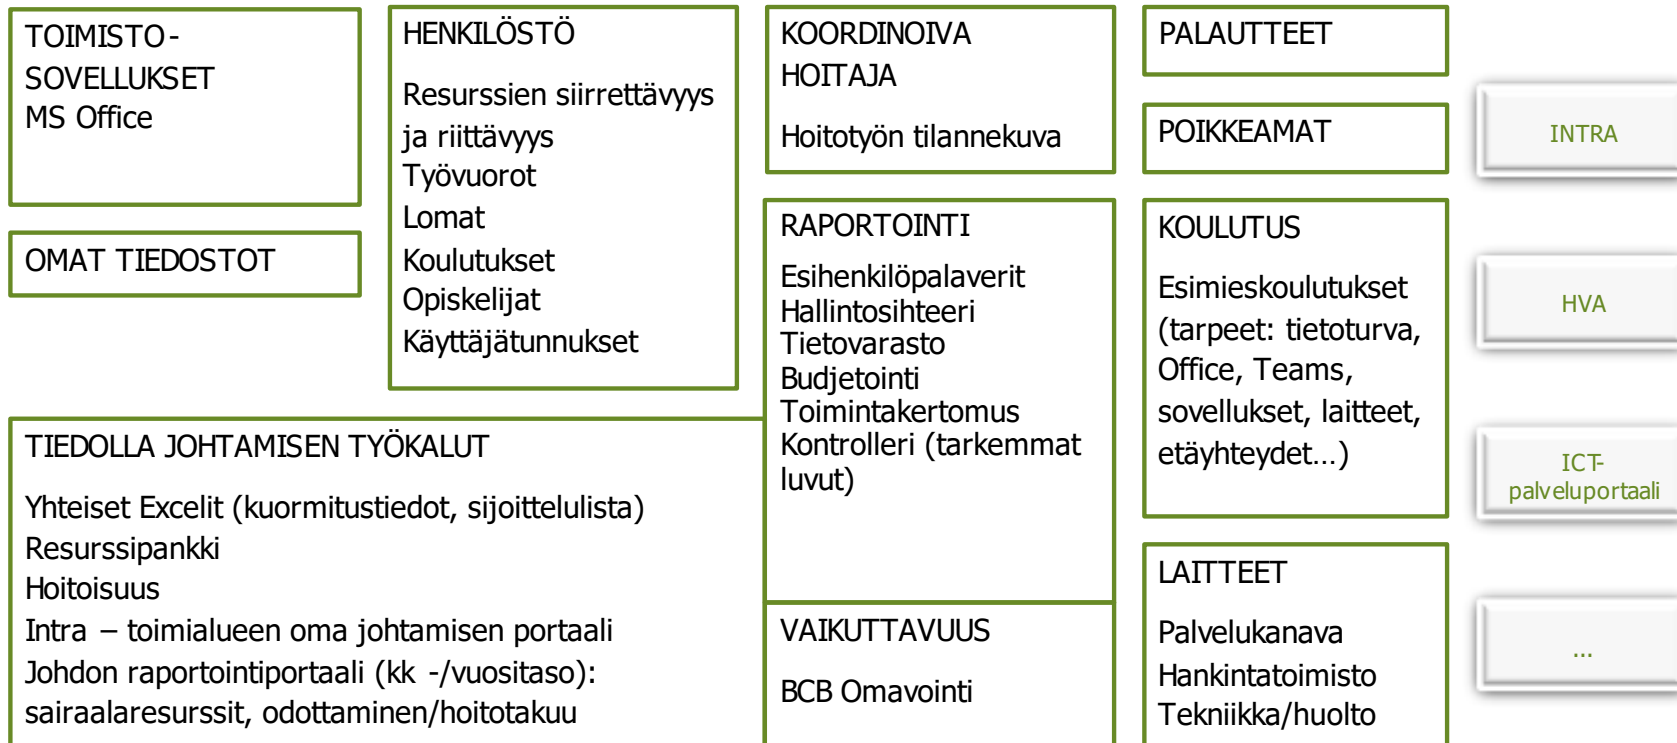 TOIMISTO-
SOVELLUKSET
MS Office
OMAT TIEDOSTOT
HENKILÖSTÖ
Resurssien siirrettävyys
ja riittävyys
Työvuorot
Lomat
Koulutukset
Opiskelijat
Käyttäjätunnukset
KOORDINOIVA
HOITAJA
Hoitotyön tilannekuva
PALAUTTEET
POIKKEAMAT
RAPORTOINTI
Esihenkilöpalaverit
Hallintosihteeri
Tietovarasto
Budjetointi
Toimintakertomus
Kontrolleri (tarkemmat
luvut)
KOULUTUS
Esimieskoulutukset
(tarpeet: tietoturva,
Office, Teams,
sovellukset, laitteet,
etäyhteydet…)
TIEDOLLA JOHTAMISEN TYÖKALUT
Yhteiset Excelit (kuormitustiedot, sijoittelulista)
Resurssipankki
Hoitoisuus
Intra – toimialueen oma johtamisen portaali
Johdon raportointiportaali (kk -/vuositaso):
sairaalaresurssit, odottaminen/hoitotakuu
VAIKUTTAVUUS
BCB Omavointi
LAITTEET
Palvelukanava
Hankintatoimisto
Tekniikka/huolto
INTRA
HVA
ICT-
palveluportaali
...